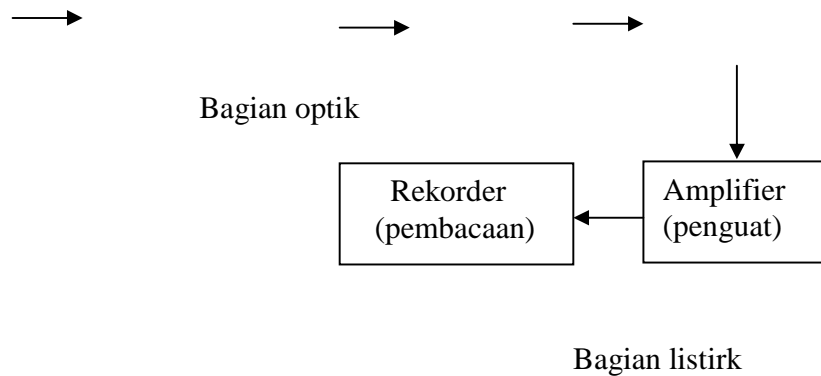 Bagian optik
Rekorder
(pembacaan)
Amplifier
(penguat)
Bagian listirk